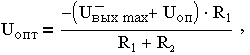 U_опт = −(U⁻_вых max + U_оп) · R₁ / (R₁ + R₂) ,